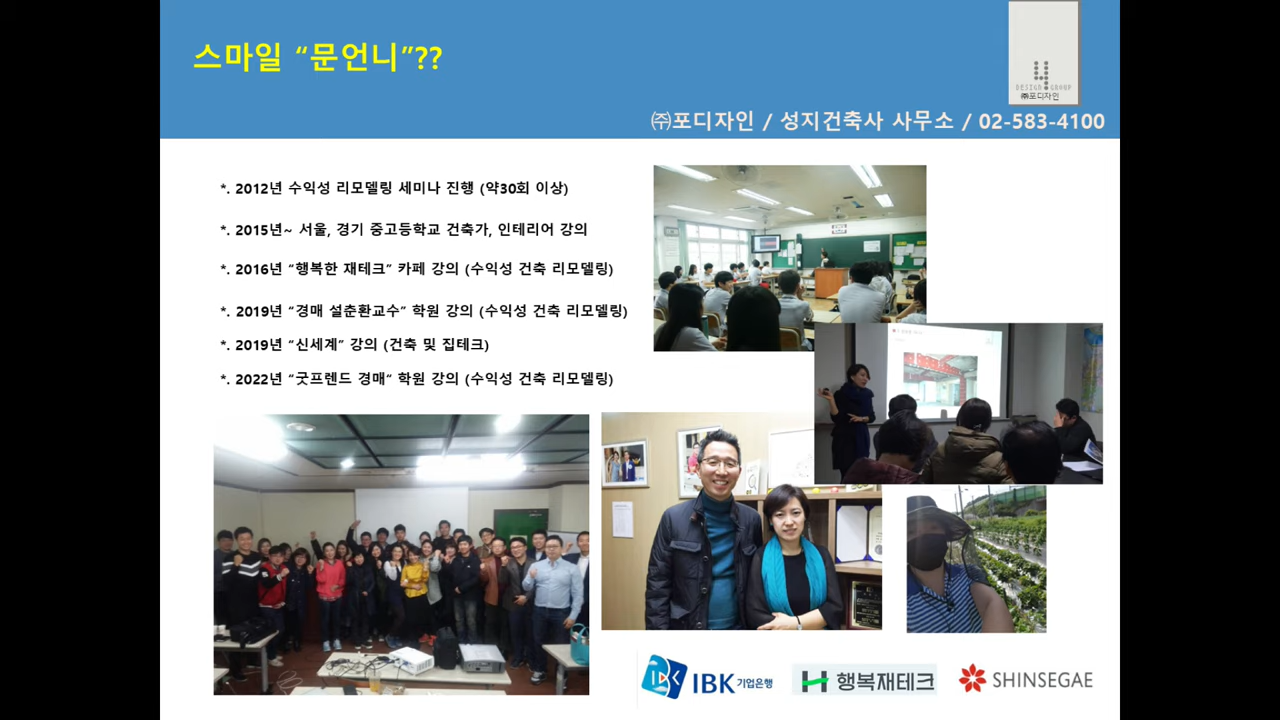 스마일 “문언니”??
DESIGN GROUP
㈜포디자인
㈜포디자인 / 성지건축사 사무소 / 02-583-4100
*. 2012년 수익성 리모델링 세미나 진행 (약30회 이상)
*. 2015년~ 서울, 경기 중고등학교 건축가, 인테리어 강의
*. 2016년 “행복한 재테크” 카페 강의 (수익성 건축 리모델링)
*. 2019년 “경매 설춘환교수” 학원 강의 (수익성 건축 리모델링)
*. 2019년 “신세계” 강의 (건축 및 집테크)
*. 2022년 “굿프렌드 경매“ 학원 강의 (수익성 건축 리모델링)
IBK 기업은행
행복재테크
SHINSEGAE